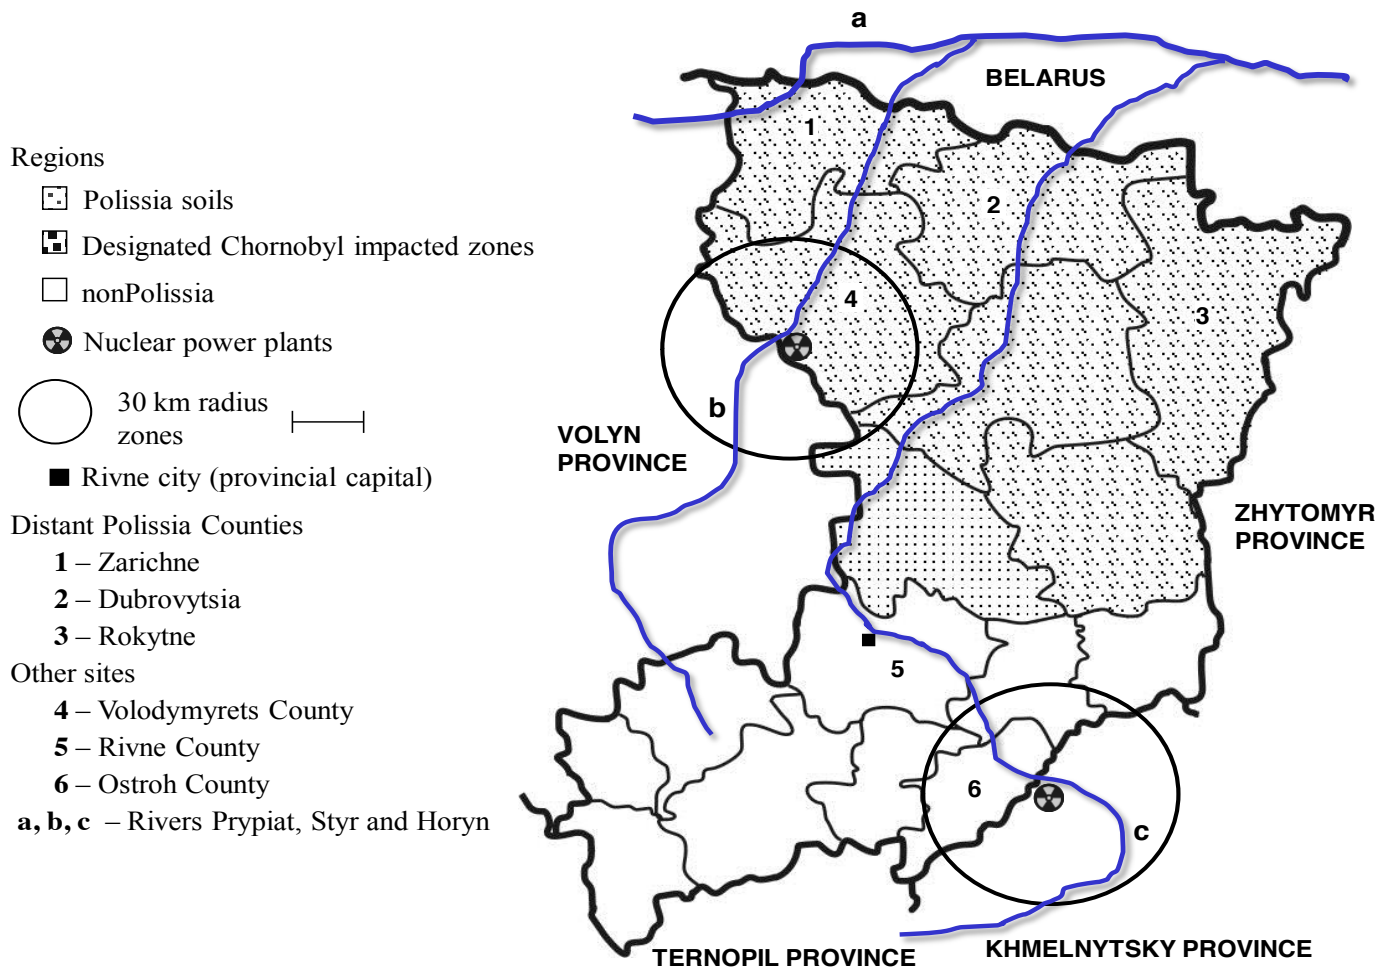 Regions
Polissia soils
Designated Chornobyl impacted zones
nonPolissia
Nuclear power plants
30 km radius
zones
Rivne city (provincial capital)
Distant Polissia Counties
1 – Zarichne
2 – Dubrovytsia
3 – Rokytne
Other sites
4 – Volodymyrets County
5 – Rivne County
6 – Ostroh County
a, b, c – Rivers Prypiat, Styr and Horyn
a
BELARUS
1
2
4
3
b
VOLYN
PROVINCE
ZHYTOMYR
PROVINCE
5
6
c
TERNOPIL PROVINCE
KHMELNYTSKY PROVINCE